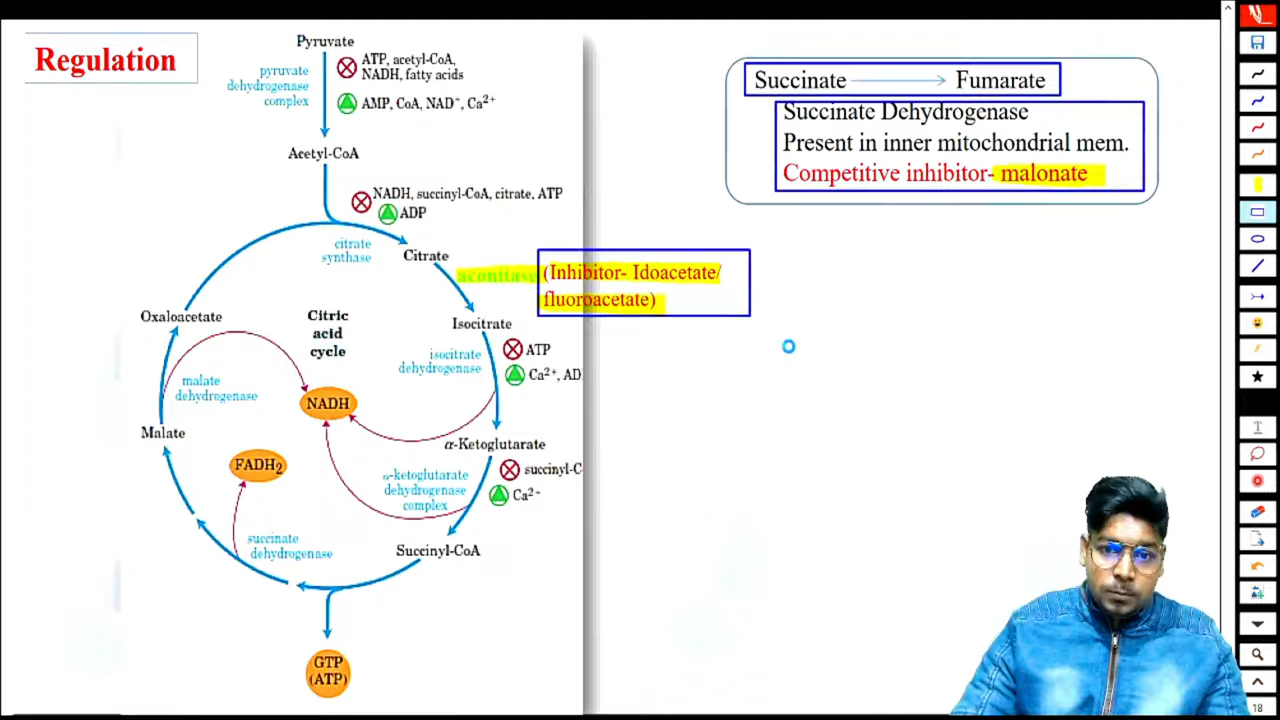 Regulation
Pyruvate
pyruvate
dehydrogenase
complex
ATP, acetyl-CoA,
NADH, fatty acids
AMP, CoA, NAD⁺, Ca²⁺
Acetyl-CoA
NADH, succinyl-CoA, citrate, ATP
ADP
citrate
synthase
Citrate
aconitase
(Inhibitor- Idoacetate/
fluoroacetate)
Isocitrate
Oxaloacetate
Citric
acid
cycle
isocitrate
dehydrogenase
ATP
Ca²⁺, AD
malate
dehydrogenase
NADH
Malate
α-Ketoglutarate
FADH₂
α-ketoglutarate
dehydrogenase
complex
succinyl-C
Ca²⁺
succinate
dehydrogenase
Succinyl-CoA
GTP
(ATP)
Succinate Fumarate
Succinate Dehydrogenase
Present in inner mitochondrial mem.
Competitive inhibitor- malonate
T
18